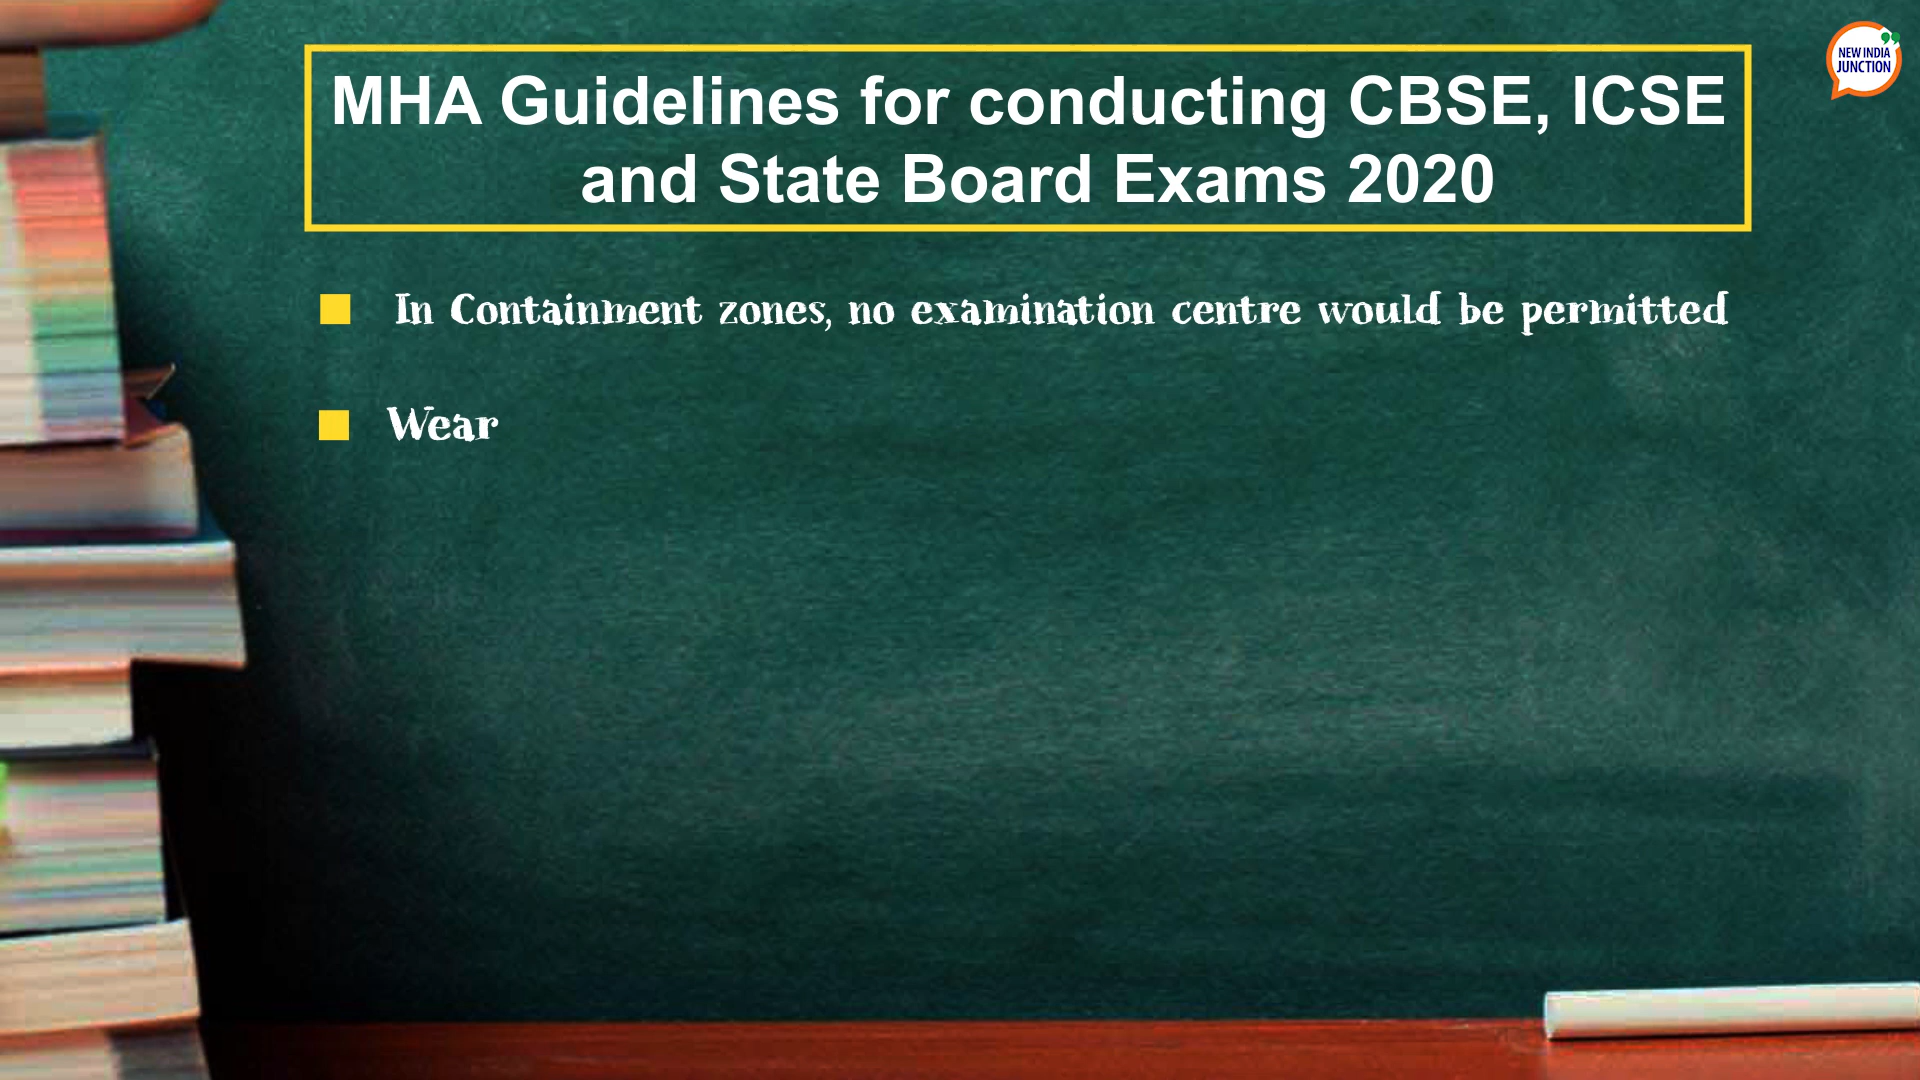 NEW INDIA
JUNCTION
MHA Guidelines for conducting CBSE, ICSE
and State Board Exams 2020
In Containment zones, no examination centre would be permitted
Wear